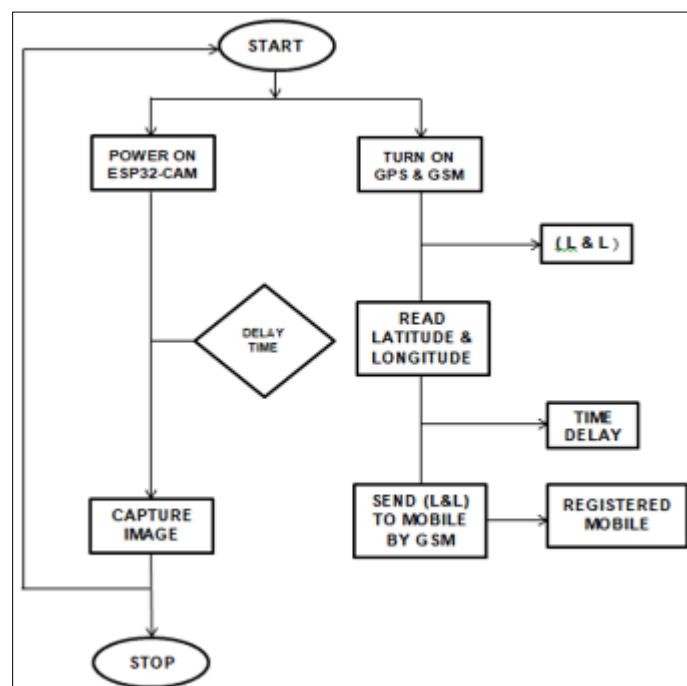 START
POWER ON
ESP32-CAM
TURN ON
GPS & GSM
( L & L )
DELAY
TIME
READ
LATITUDE &
LONGITUDE
TIME
DELAY
CAPTURE
IMAGE
SEND (L&L)
TO MOBILE
BY GSM
REGISTERED
MOBILE
STOP